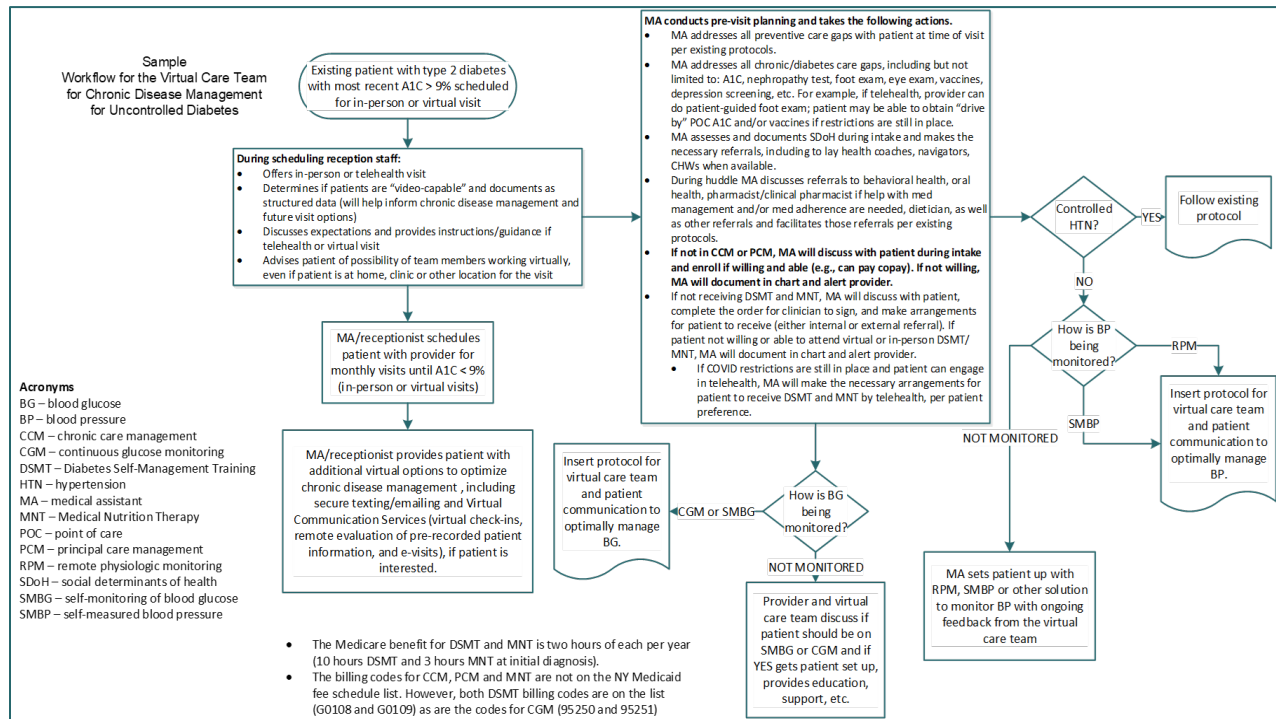 Sample
Workflow for the Virtual Care Team
for Chronic Disease Management
for Uncontrolled Diabetes
Existing patient with type 2 diabetes
with most recent A1C > 9% scheduled
for in-person or virtual visit
During scheduling reception staff:
• Offers in-person or telehealth visit
• Determines if patients are “video-capable” and documents as
structured data (will help inform chronic disease management and
future visit options)
• Discusses expectations and provides instructions/guidance if
telehealth or virtual visit
• Advises patient of possibility of team members working virtually,
even if patient is at home, clinic or other location for the visit
MA/receptionist schedules
patient with provider for
monthly visits until A1C < 9%
(in-person or virtual visits)
MA/receptionist provides patient with
additional virtual options to optimize
chronic disease management , including
secure texting/emailing and Virtual
Communication Services (virtual check-ins,
remote evaluation of pre-recorded patient
information, and e-visits), if patient is
interested.
MA conducts pre-visit planning and takes the following actions.
• MA addresses all preventive care gaps with patient at time of visit
per existing protocols.
• MA addresses all chronic/diabetes care gaps, including but not
limited to: A1C, nephropathy test, foot exam, eye exam, vaccines,
depression screening, etc. For example, if telehealth, provider can
do patient-guided foot exam; patient may be able to obtain “drive
by” POC A1C and/or vaccines if restrictions are still in place.
• MA assesses and documents SDoH during intake and makes the
necessary referrals, including to lay health coaches, navigators,
CHWs when available.
• During huddle MA discusses referrals to behavioral health, oral
health, pharmacist/clinical pharmacist if help with med
management and/or med adherence are needed, dietician, as well
as other referrals and facilitates those referrals per existing
protocols.
• If not in CCM or PCM, MA will discuss with patient during intake
and enroll if willing and able (e.g., can pay copay). If not willing,
MA will document in chart and alert provider.
• If not receiving DSMT and MNT, MA will discuss with patient,
complete the order for clinician to sign, and make arrangements
for patient to receive (either internal or external referral). If
patient not willing or able to attend virtual or in-person DSMT/
MNT, MA will document in chart and alert provider.
• If COVID restrictions are still in place and patient can engage
in telehealth, MA will make the necessary arrangements for
patient to receive DSMT and MNT by telehealth, per patient
preference.
Controlled
HTN?
YES
Follow existing
protocol
NO
How is BP
being
monitored?
RPM
SMBP
NOT MONITORED
Insert protocol for
virtual care team
and patient
communication to
optimally manage
BP.
MA sets patient up with
RPM, SMBP or other solution
to monitor BP with ongoing
feedback from the virtual
care team
How is BG
being
monitored?
CGM or SMBG
Insert protocol for
virtual care team
and patient
communication to
optimally manage
BG.
NOT MONITORED
Provider and virtual
care team discuss if
patient should be on
SMBG or CGM and if
YES gets patient set up,
provides education,
support, etc.
Acronyms
BG – blood glucose
BP – blood pressure
CCM – chronic care management
CGM – continuous glucose monitoring
DSMT – Diabetes Self-Management Training
HTN – hypertension
MA – medical assistant
MNT – Medical Nutrition Therapy
POC – point of care
PCM – principal care management
RPM – remote physiologic monitoring
SDoH – social determinants of health
SMBG – self-monitoring of blood glucose
SMBP – self-measured blood pressure
• The Medicare benefit for DSMT and MNT is two hours of each per year
(10 hours DSMT and 3 hours MNT at initial diagnosis).
• The billing codes for CCM, PCM and MNT are not on the NY Medicaid
fee schedule list. However, both DSMT billing codes are on the list
(G0108 and G0109) as are the codes for CGM (95250 and 95251)